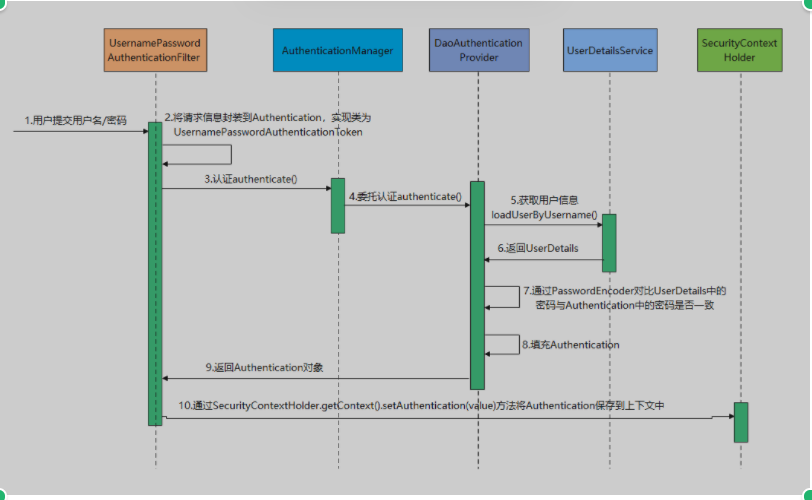 UsernamePassword
AuthenticationFilter
AuthenticationManager
DaoAuthentication
Provider
UserDetailsService
SecurityContext
Holder
1.用户提交用户名/密码
2.将请求信息封装到Authentication，实现类为
UsernamePasswordAuthenticationToken
3.认证authenticate()
4.委托认证authenticate()
5.获取用户信息
loadUserByUsername()
6.返回UserDetails
7.通过PasswordEncoder对比UserDetails中的
密码与Authentication中的密码是否一致
8.填充Authentication
9.返回Authentication对象
10.通过SecurityContextHolder.getContext().setAuthentication(value)方法将Authentication保存到上下文中